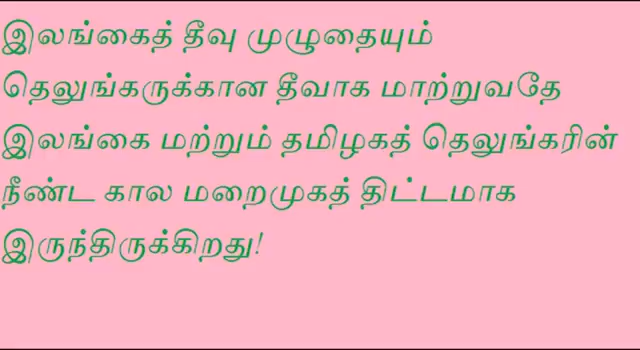 இலங்கைத் தீவு முழுதையும்
தெலுங்கருக்கான தீவாக மாற்றுவதே
இலங்கை மற்றும் தமிழகத் தெலுங்கரின்
நீண்ட கால மறைமுகத் திட்டமாக
இருந்திருக்கிறது!